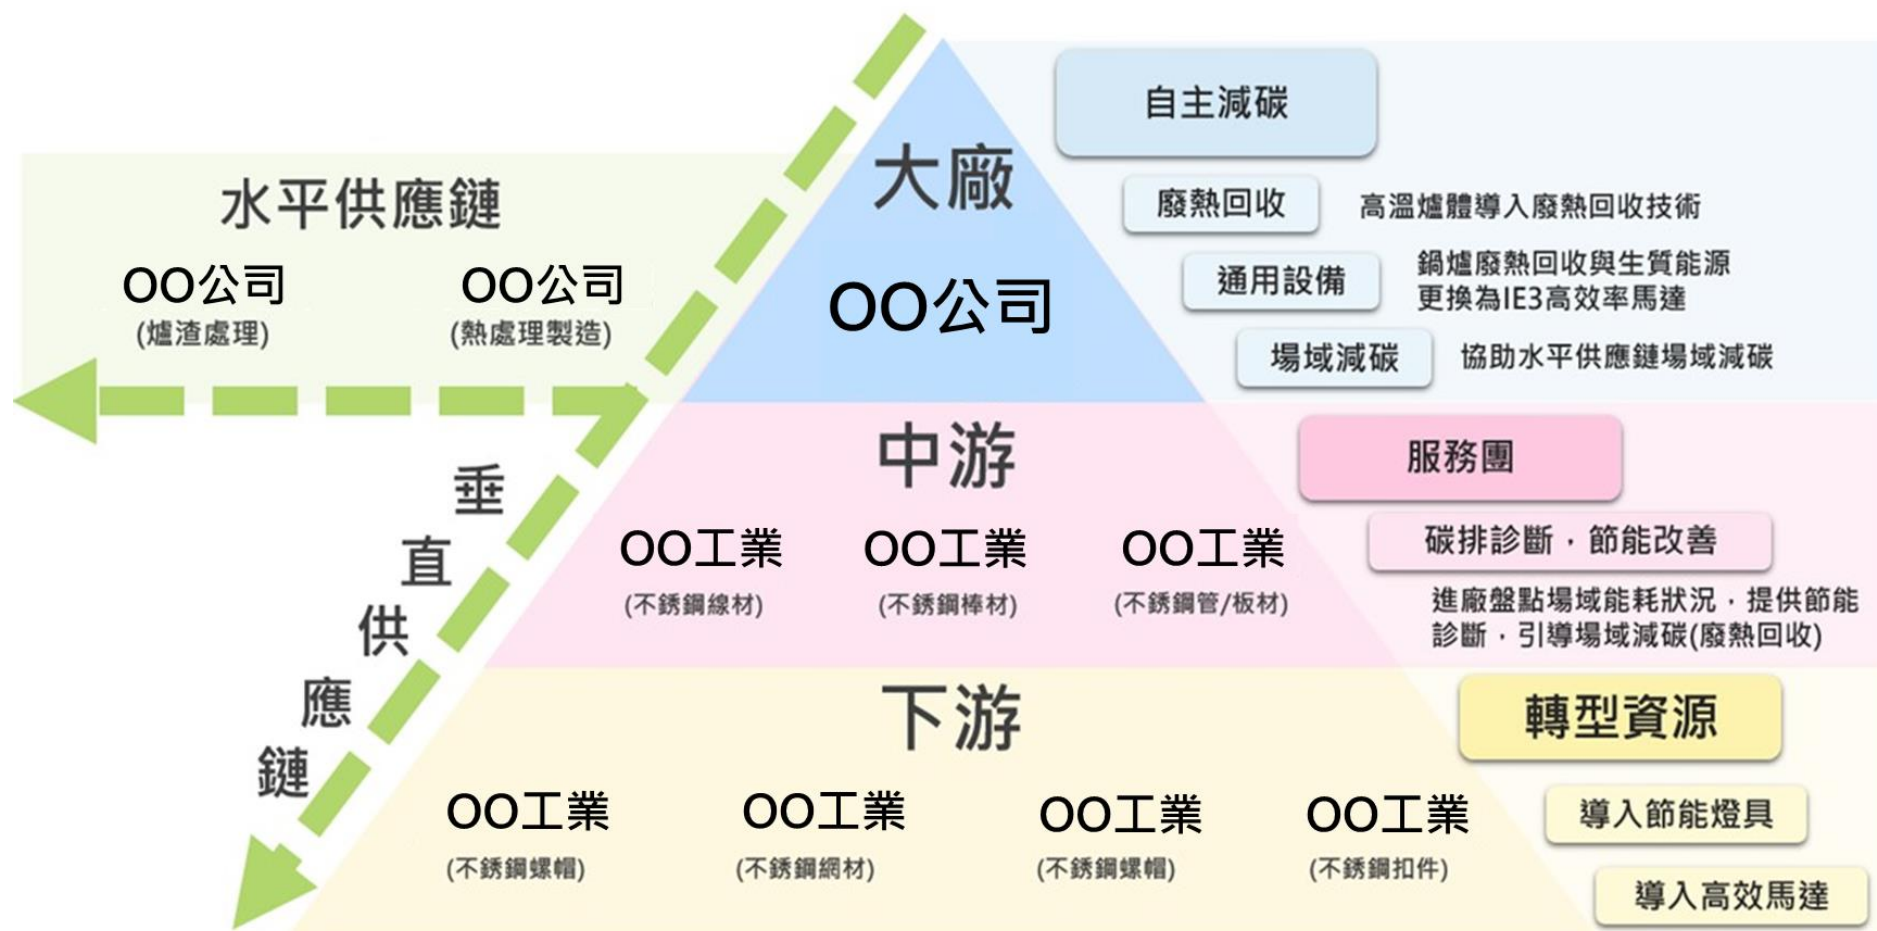 自主減碳
大廠
廢熱回收
高溫爐體導入廢熱回收技術
水平供應鏈
OO公司
OO公司
(爐渣處理)
(熱處理製造)
OO公司
通用設備
鍋爐廢熱回收與生質能源
更換為IE3高效率馬達
場域減碳
協助水平供應鏈場域減碳
中游
服務團
垂直供應鏈
OO工業
OO工業
OO工業
(不銹鋼線材)
(不銹鋼棒材)
(不銹鋼管/板材)
碳排診斷，節能改善
進廠盤點場域能耗狀況，提供節能
診斷，引導場域減碳(廢熱回收)
下游
轉型資源
OO工業
OO工業
OO工業
OO工業
(不銹鋼螺帽)
(不銹鋼網材)
(不銹鋼螺帽)
(不銹鋼扣件)
導入節能燈具
導入高效馬達